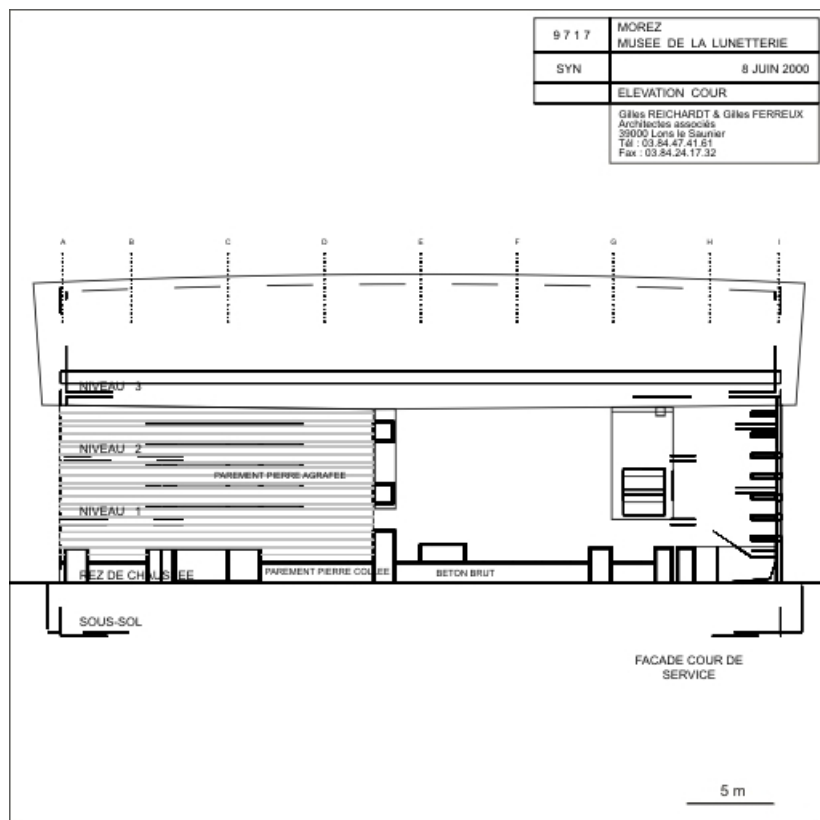 9717
MOREZ
MUSEE DE LA LUNETTERIE
SYN
8 JUIN 2000
ELEVATION COUR
Gilles REICHARDT & Gilles FERREUX
Architectes associés
39000 Lons le Saunier
Tél : 03.84.47.41.61
Fax : 03.84.24.17.32
A B C D E F G H I
NIVEAU 3
NIVEAU 2
PAREMENT PIERRE AGRAFEE
NIVEAU 1
REZ DE CHAUSSEE
PAREMENT PIERRE COLLEE
BETON BRUT
SOUS-SOL
FACADE COUR DE
SERVICE
5 m